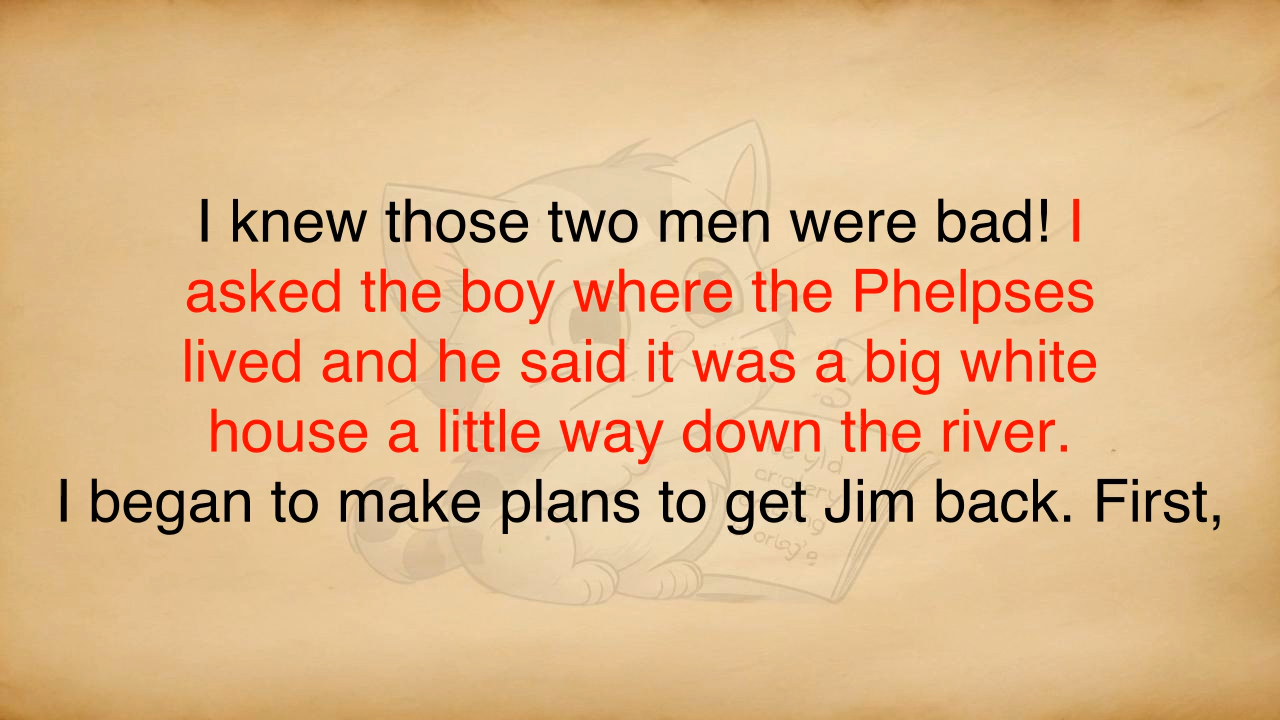 I knew those two men were bad! I
asked the boy where the Phelpses
lived and he said it was a big white
house a little way down the river.
I began to make plans to get Jim back. First,